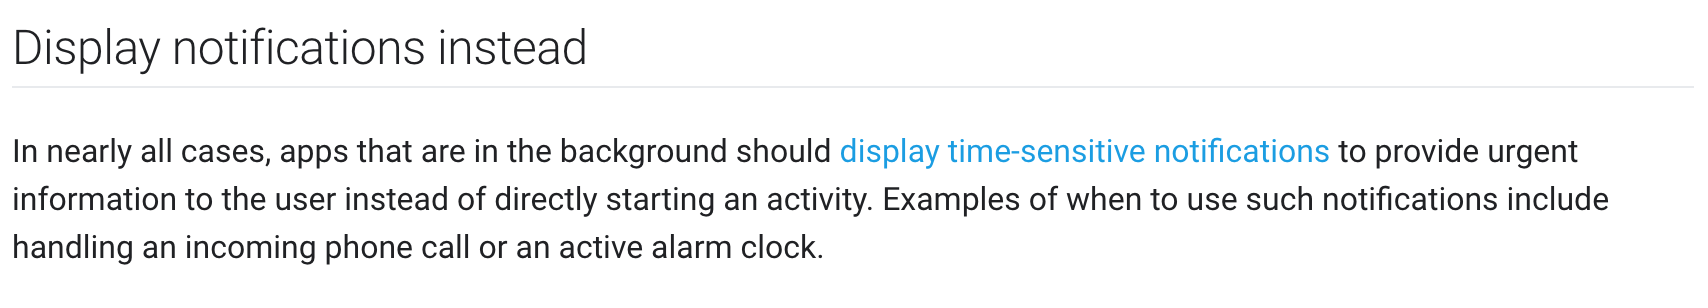 Display notifications instead
In nearly all cases, apps that are in the background should display time-sensitive notifications to provide urgent
information to the user instead of directly starting an activity. Examples of when to use such notifications include
handling an incoming phone call or an active alarm clock.